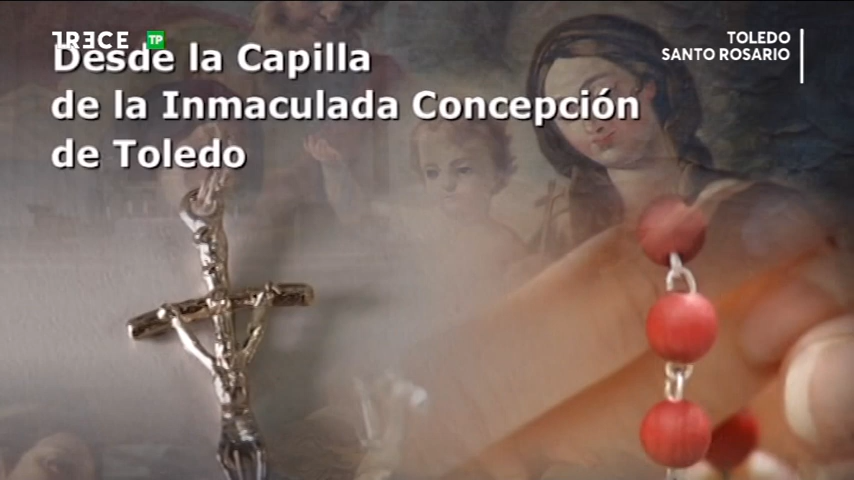 TRECE TP
TOLEDO
SANTO ROSARIO
Desde la Capilla
de la Inmaculada Concepción
de Toledo